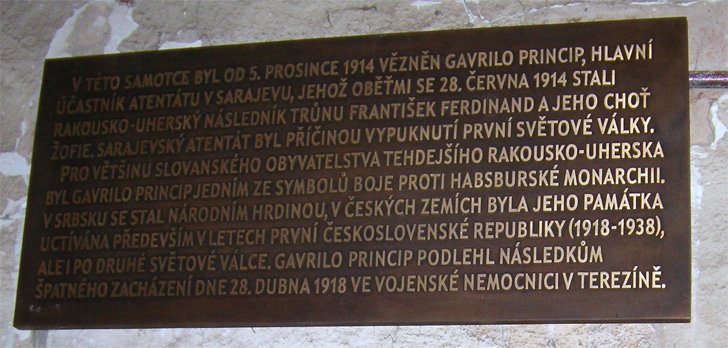 V TÉTO SAMOTCE BYL OD 5. PROSINCE 1914 VĚZNĚN GAVRILO PRINCIP, HLAVNÍ
ÚČASTNÍK ATENTÁTU V SARAJEVU, JEHOŽ OBĚŤMI SE 28. ČERVNA 1914 STALI
RAKOUSKO-UHERSKÝ NÁSLEDNÍK TRŮNU FRANTIŠEK FERDINAND A JEHO CHOŤ
ŽOFIE. SARAJEVSKÝ ATENTÁT BYL PŘÍČINOU VYPUKNUTÍ PRVNÍ SVĚTOVÉ VÁLKY.
PRO VĚTŠINU SLOVANSKÉHO OBYVATELSTVA TEHDEJŠÍHO RAKOUSKO-UHERSKA
BYL GAVRILO PRINCIP JEDNÍM ZE SYMBOLŮ BOJE PROTI HABSBURSKÉ MONARCHII.
V SRBSKU SE STAL NÁRODNÍM HRDINOU, V ČESKÝCH ZEMÍCH BYLA JEHO PAMÁTKA
UCTÍVÁNA PŘEDEVŠÍM V LETECH PRVNÍ ČESKOSLOVENSKÉ REPUBLIKY (1918-1938),
ALE I PO DRUHÉ SVĚTOVÉ VÁLCE. GAVRILO PRINCIP PODLEHL NÁSLEDKŮM
ŠPATNÉHO ZACHÁZENÍ DNE 28. DUBNA 1918 VE VOJENSKÉ NEMOCNICI V TEREZÍNĚ.